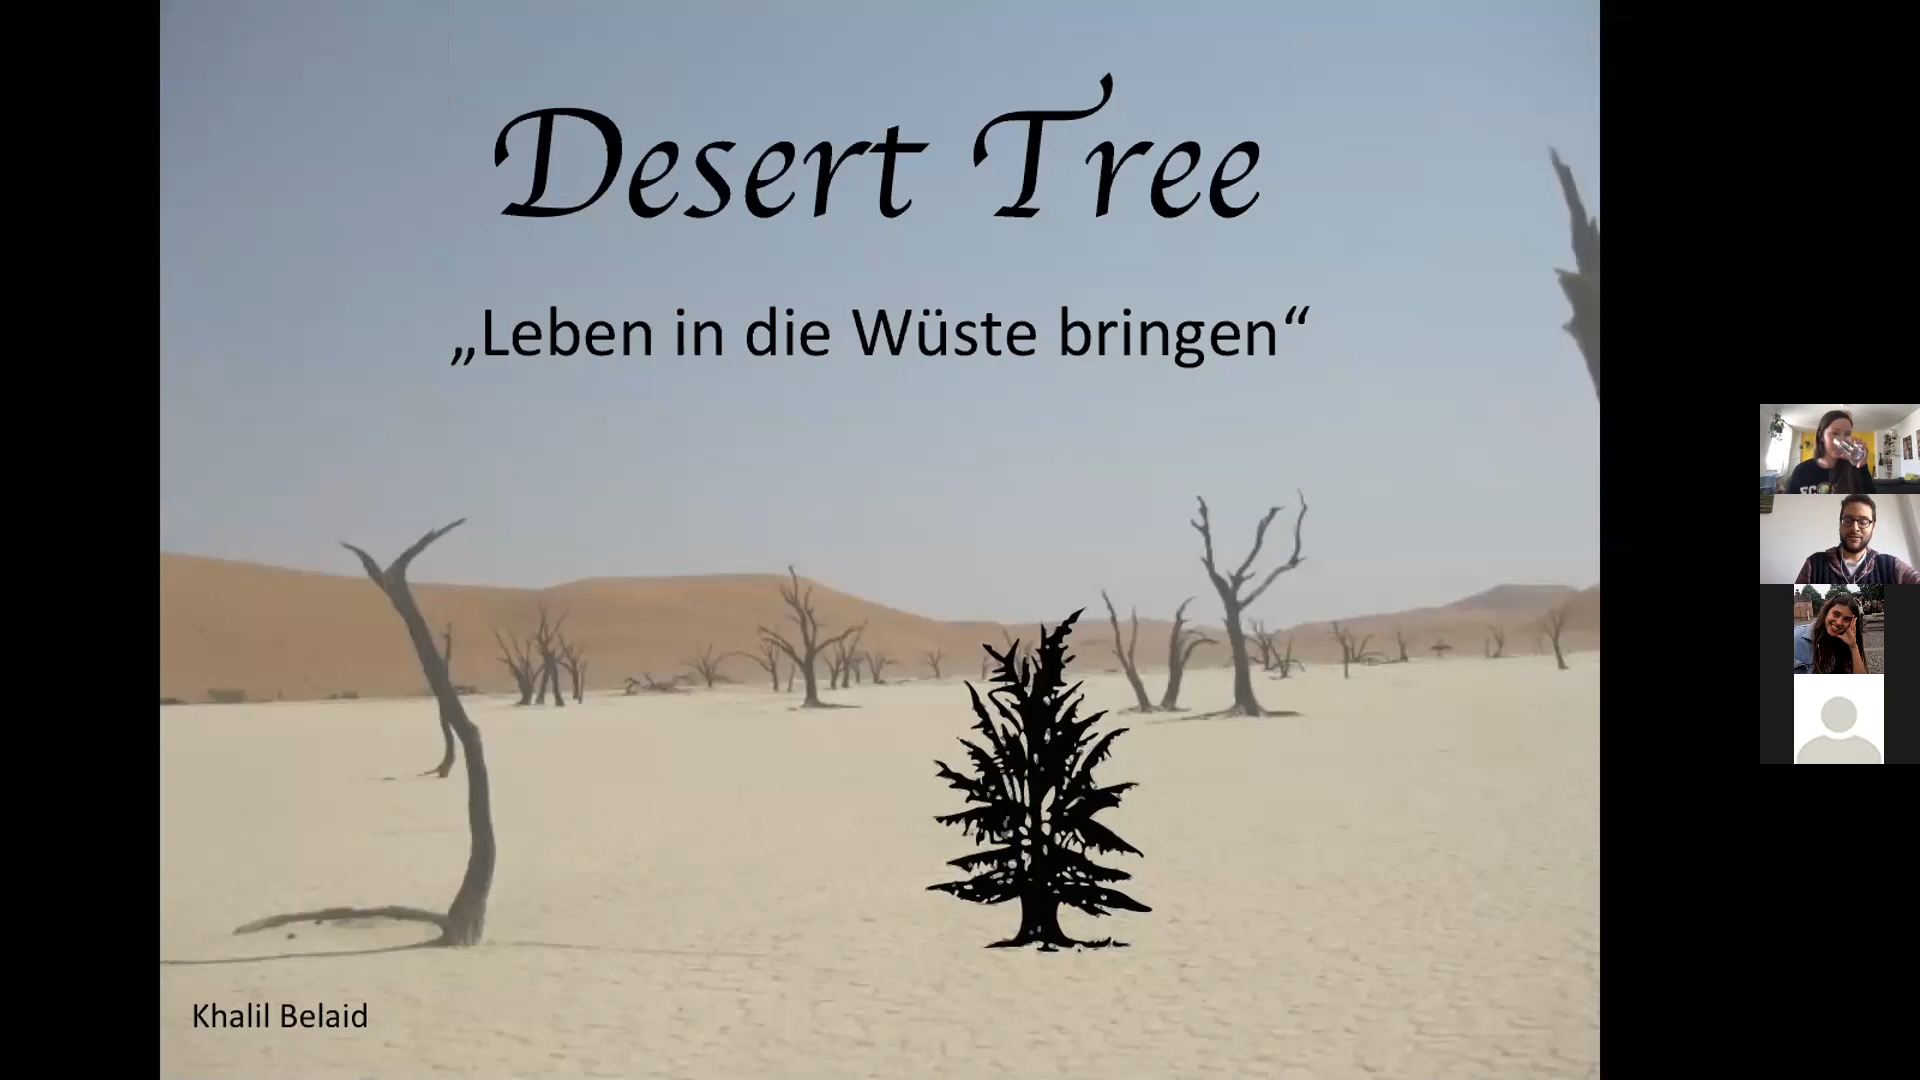 Desert Tree
„Leben in die Wüste bringen“
Khalil Belaid